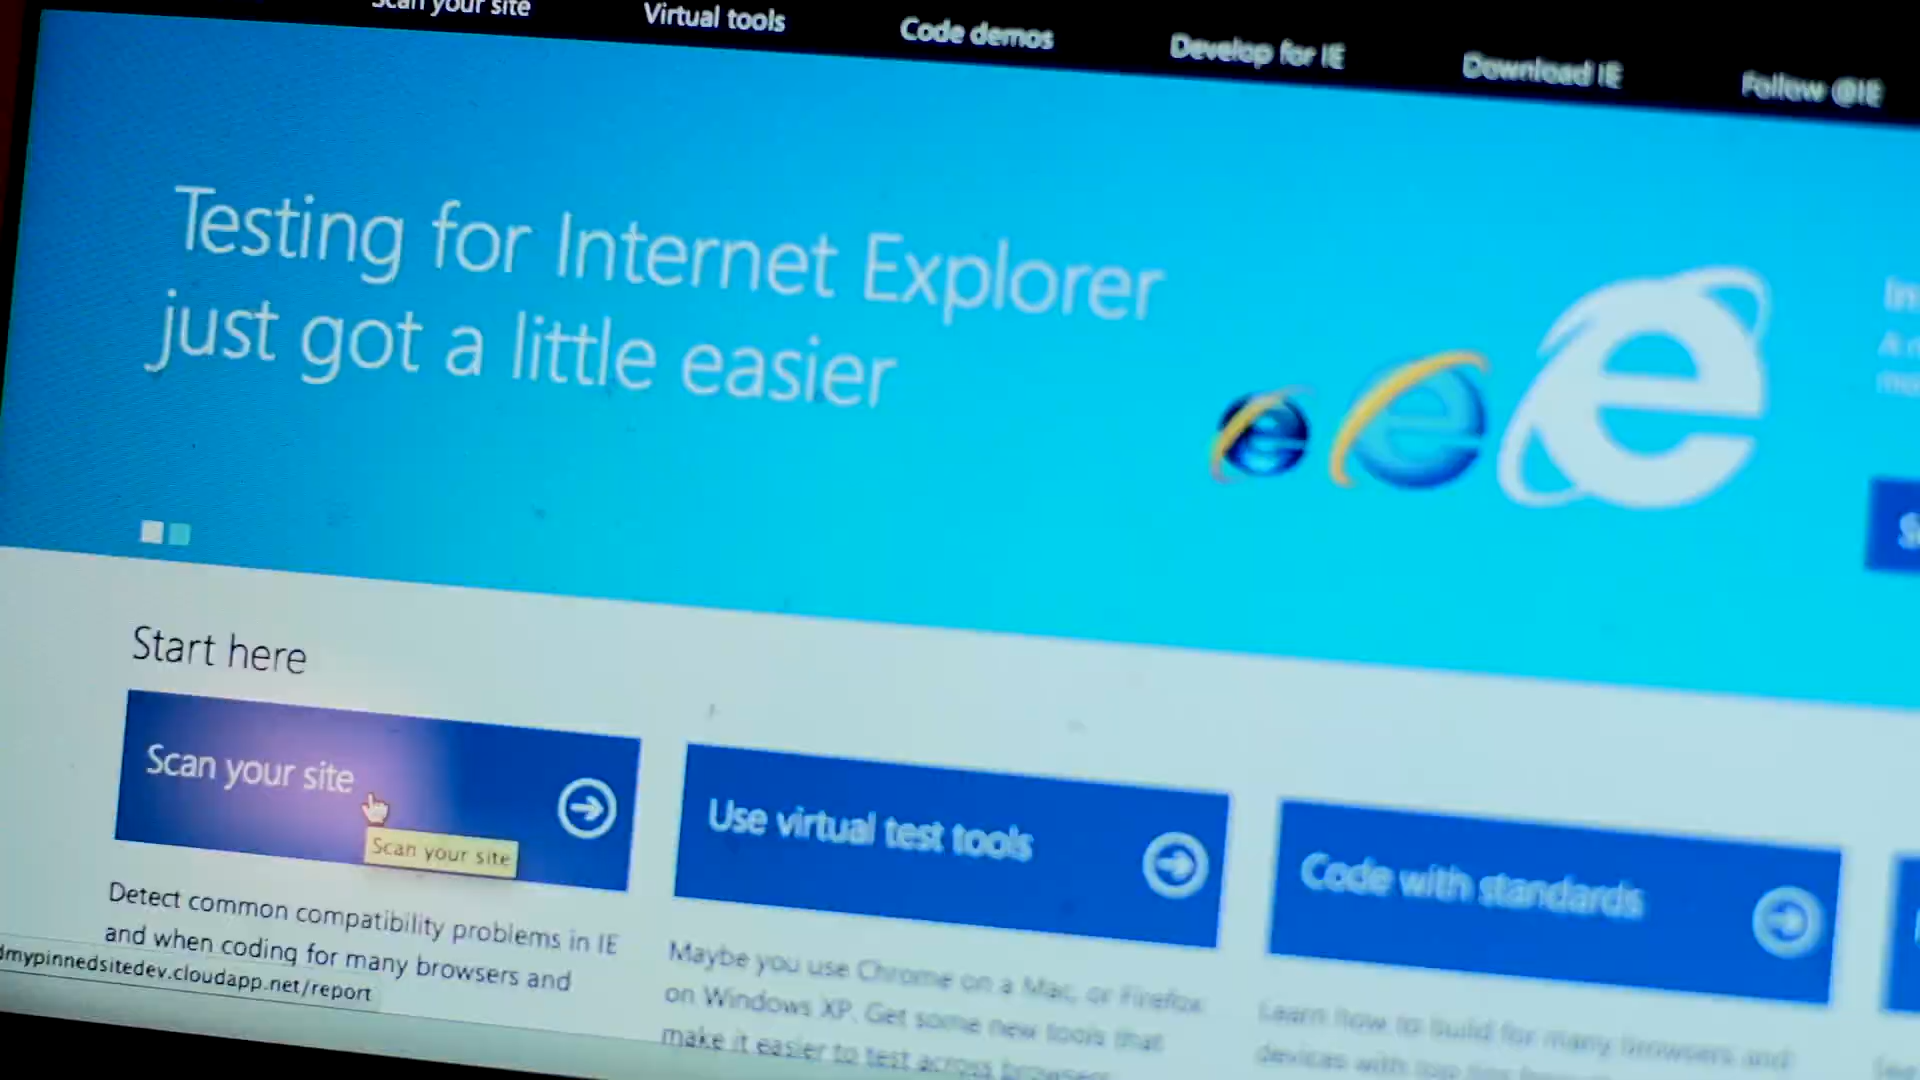 Scan your site
Virtual tools
Code demos
Develop for IE
Download IE
Follow @IE
Testing for Internet Explorer
just got a little easier
Start here
Scan your site
Scan your site
Detect common compatibility problems in IE
and when coding for many browsers and
dmypinnedsitedev.cloudapp.net/report
Use virtual test tools
Maybe you use Chrome on a Mac, or Firefox
on Windows XP. Get some new tools that
make it easier to test across browsers
Code with standards
Learn how to build for many browsers and
devices with